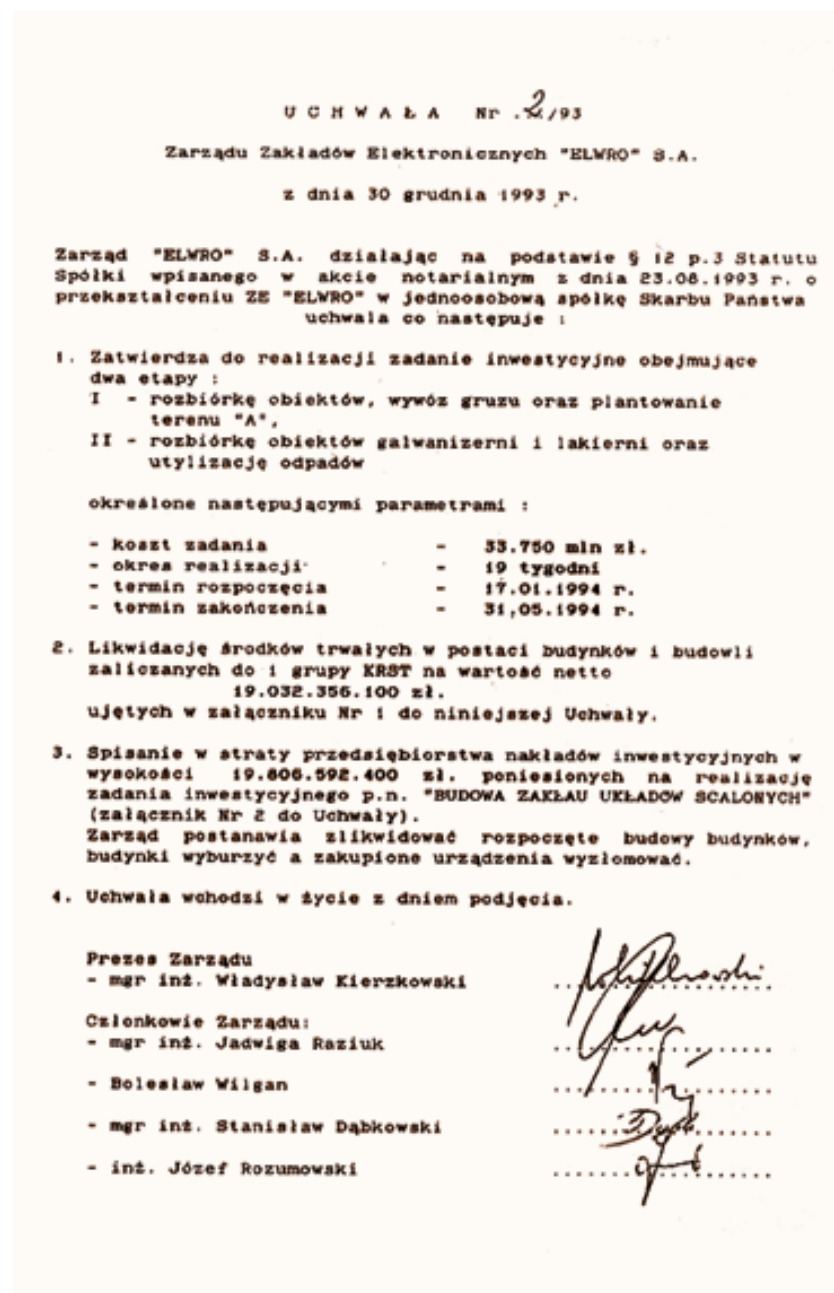 UCHWAŁA Nr 2/93
Zarządu Zakładów Elektronicznych "ELWRO" S.A.
z dnia 30 grudnia 1993 r.
Zarząd "ELWRO" S.A. działając na podstawie § 12 p.3 Statutu
Spółki wpisanego w akcie notarialnym z dnia 23.08.1993 r. o
przekształceniu ZE "ELWRO" w jednoosobową spółkę Skarbu Państwa
uchwala co następuje :
1. Zatwierdza do realizacji zadanie inwestycyjne obejmujące
dwa etapy :
I - rozbiórkę obiektów, wywóz gruzu oraz plantowanie
terenu "A",
II - rozbiórkę obiektów galwanizerni i lakierni oraz
utylizację odpadów
określone następującymi parametrami :
- koszt zadania - 33.750 mln zł.
- okres realizacji - 19 tygodni
- termin rozpoczęcia - 17.01.1994 r.
- termin zakończenia - 31,05.1994 r.
2. Likwidację środków trwałych w postaci budynków i budowli
zaliczanych do 1 grupy KRST na wartość netto
19.032.356.100 zł.
ujętych w załączniku Nr 1 do niniejszej Uchwały.
3. Spisanie w straty przedsiębiorstwa nakładów inwestycyjnych w
wysokości 19.806.592.400 zł. poniesionych na realizację
zadania inwestycyjnego p.n. "BUDOWA ZAKŁAU UKŁADOW SCALONYCH"
(załącznik Nr 2 do Uchwały).
Zarząd postanawia zlikwidować rozpoczęte budowy budynków,
budynki wyburzyć a zakupione urządzenia wyzłomować.
4. Uchwała wchodzi w życie z dniem podjęcia.
Prezes Zarządu
- mgr inż. Władysław Kierzkowski
Członkowie Zarządu:
- mgr inż. Jadwiga Raziuk
- Bolesław Wilgan
- mgr inż. Stanisław Dąbkowski
- inż. Józef Rozumowski